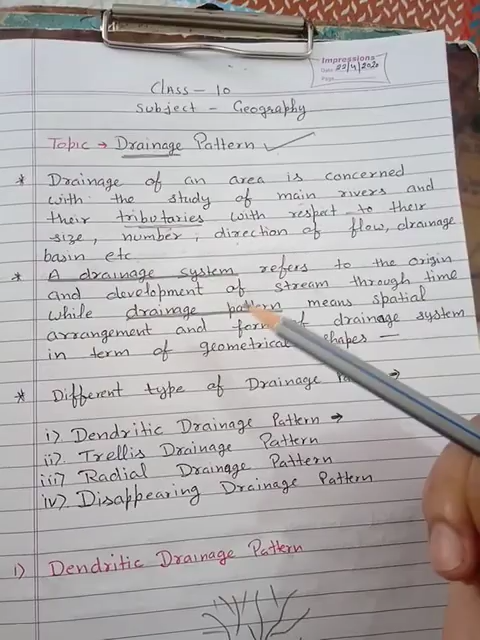 Impressions
Date 22/4/2020
Page
Class - 10
Subject - Geography
Topic → Drainage Pattern
* Drainage of an area is concerned
with the study of main rivers and
their tributaries with respect to their
size, number, direction of flow, drainage
basin etc
* A drainage system refers to the origin
and development of stream through time
while drainage pattern means spatial
arrangement and form of drainage system
in term of geometrical shapes —
* Different type of Drainage →
i) Dendritic Drainage Pattern →
ii) Trellis Drainage Pattern
iii) Radial Drainage Pattern
iv) Disappearing Drainage Pattern
1) Dendritic Drainage Pattern